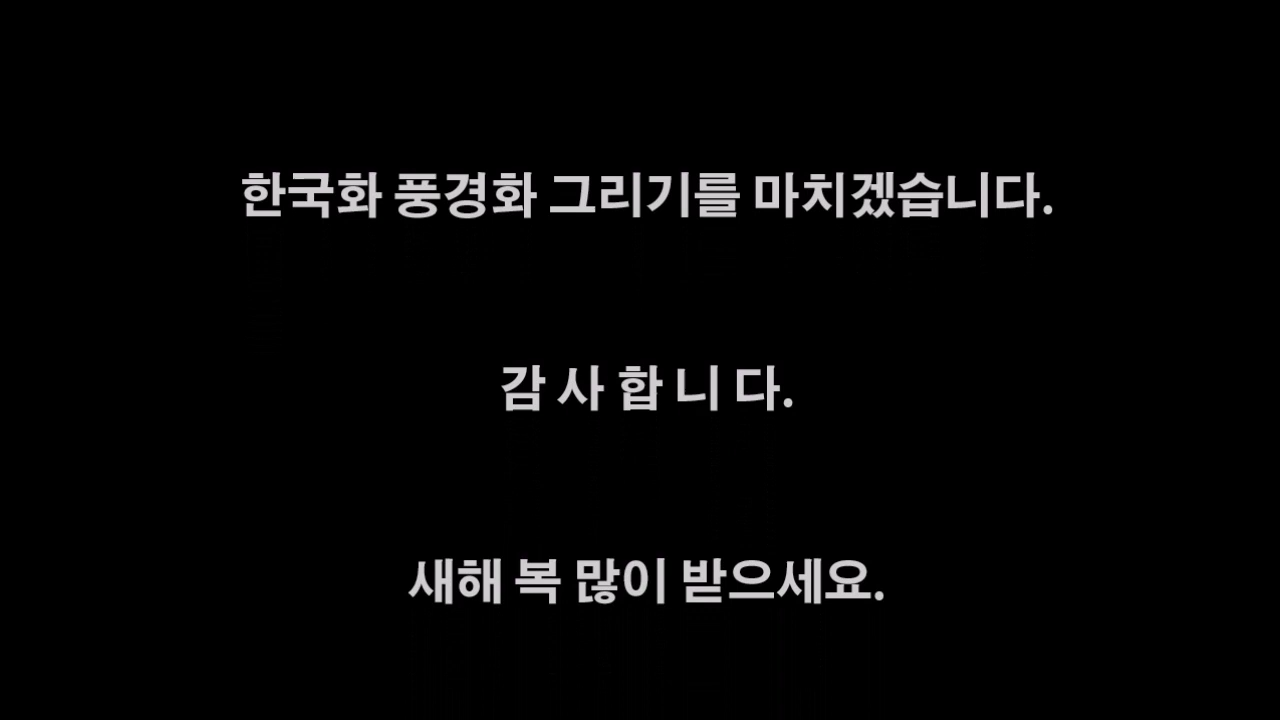 한국화 풍경화 그리기를 마치겠습니다.
감 사 합 니 다.
새해 복 많이 받으세요.